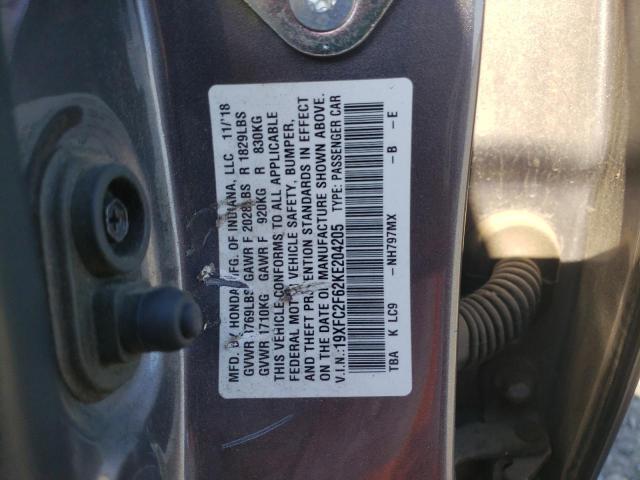 MFD. BY HONDA MFG. OF INDIANA, LLC 11/'18
GVWR 1769LBS GAWR F 2028LBS R 1829LBS
GVWR 1710KG GAWR F 920KG R 830KG
THIS VEHICLE CONFORMS TO ALL APPLICABLE
FEDERAL MOTOR VEHICLE SAFETY, BUMPER,
AND THEFT PREVENTION STANDARDS IN EFFECT
ON THE DATE OF MANUFACTURE SHOWN ABOVE.
V.I.N.:19XFC2F62KE204205 TYPE: PASSENGER CAR
TBA K LC9 -NH797MX -B -E